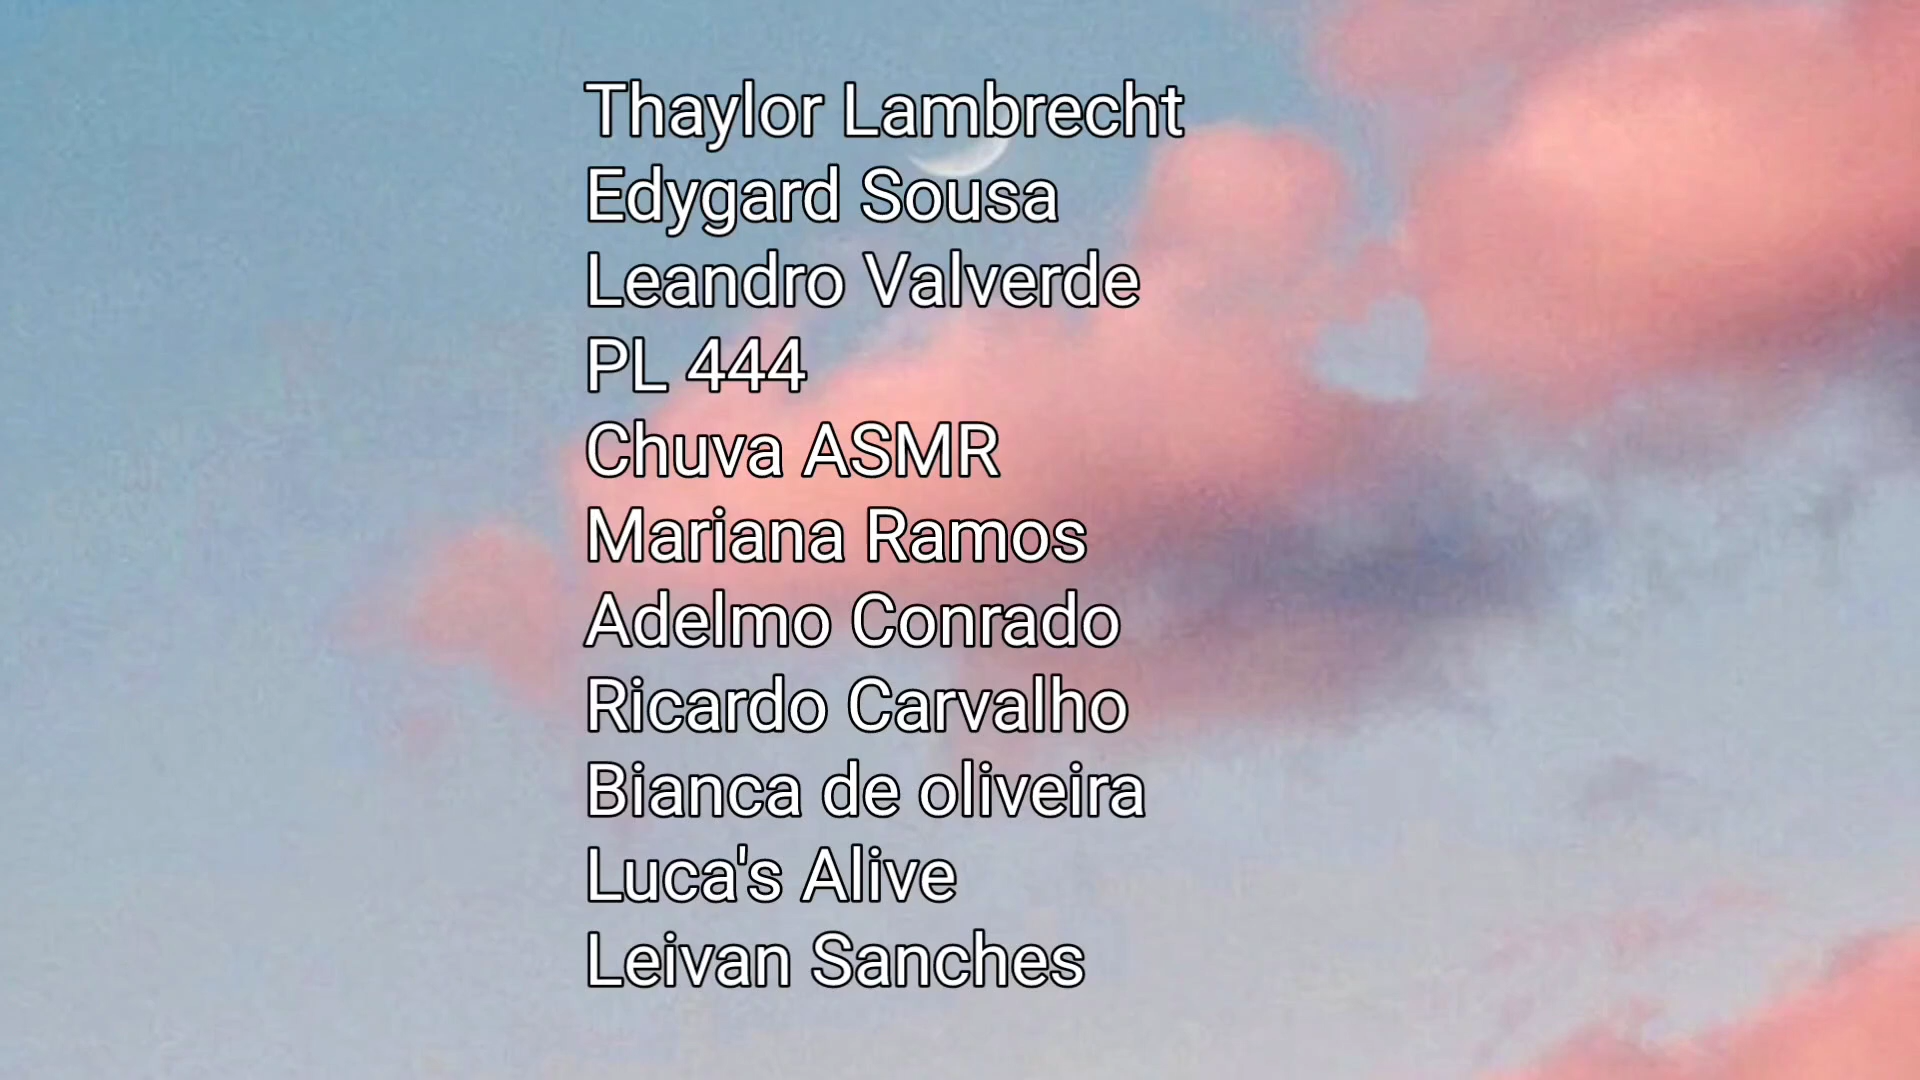 Thaylor Lambrecht
Edygard Sousa
Leandro Valverde
PL 444
Chuva ASMR
Mariana Ramos
Adelmo Conrado
Ricardo Carvalho
Bianca de oliveira
Luca's Alive
Leivan Sanches